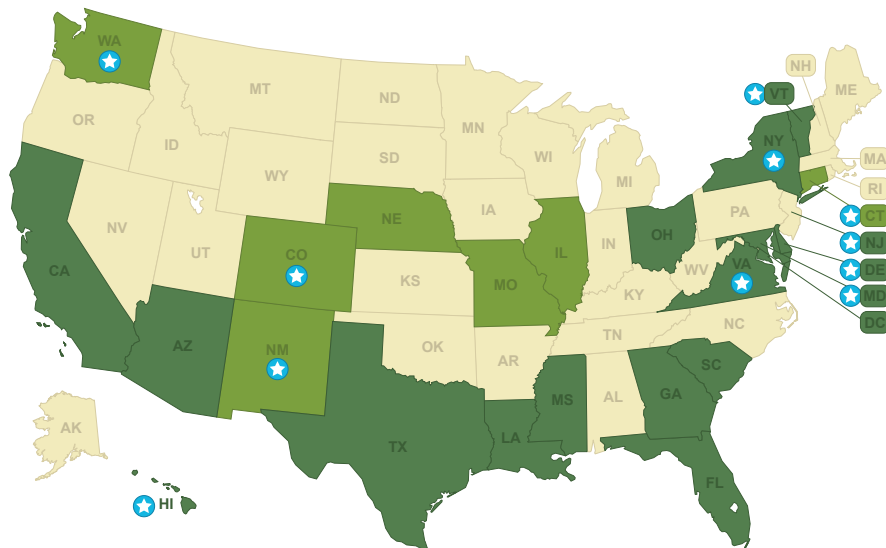 WA
NH
MT
ME
VT
ND
OR
MN
NY
ID
WI
SD
MA
WY
MI
RI
IA
PA
NE
CT
NV
OH
NJ
UT
CO
IL
IN
VA
WV
CA
DE
KS
MO
KY
MD
NC
DC
TN
AZ
OK
NM
AR
SC
GA
MS
AL
AK
LA
TX
FL
HI